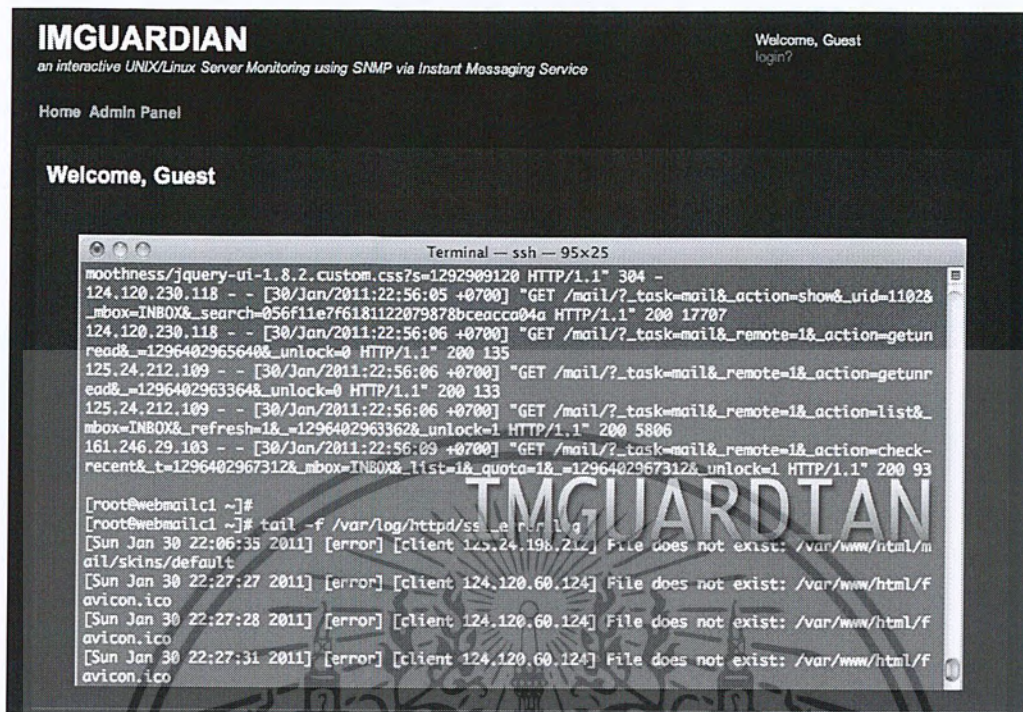 IMGUARDIAN
an interactive UNIX/Linux Server Monitoring using SNMP via Instant Messaging Service
Welcome, Guest
login?
Home Admin Panel
Welcome, Guest
Terminal — ssh — 95x25
moothness/jquery-ui-1.8.2.custom.css?s=1292909120 HTTP/1.1" 304 -
124.120.230.118 - - [30/Jan/2011:22:56:05 +0700] "GET /mail/?_task=mail&_action=show&_uid=1102&
_mbox=INBOX&_search=056f11e7f6181122079878bceacca04a HTTP/1.1" 200 17707
124.120.230.118 - - [30/Jan/2011:22:56:06 +0700] "GET /mail/?_task=mail&_remote=1&_action=getun
read&_=1296402965640&_unlock=0 HTTP/1.1" 200 135
125.24.212.109 - - [30/Jan/2011:22:56:06 +0700] "GET /mail/?_task=mail&_remote=1&_action=getunr
ead&_=1296402963364&_unlock=0 HTTP/1.1" 200 133
125.24.212.109 - - [30/Jan/2011:22:56:06 +0700] "GET /mail/?_task=mail&_remote=1&_action=list&_
mbox=INBOX&_refresh=1&_=1296402963362&_unlock=1 HTTP/1.1" 200 5806
161.246.29.103 - - [30/Jan/2011:22:56:09 +0700] "GET /mail/?_task=mail&_remote=1&_action=check-
recent&_t=1296402967312&_mbox=INBOX&_list=1&_quota=1&_=1296402967312&_unlock=1 HTTP/1.1" 200 93
[root@webmailc1 ~]#
IMGUARDIAN
[root@webmailc1 ~]# tail -f /var/log/httpd/ssl_error_log
[Sun Jan 30 22:06:35 2011] [error] [client 125.24.198.212] File does not exist: /var/www/html/m
ail/skins/default
[Sun Jan 30 22:27:27 2011] [error] [client 124.120.60.124] File does not exist: /var/www/html/f
avicon.ico
[Sun Jan 30 22:27:28 2011] [error] [client 124.120.60.124] File does not exist: /var/www/html/f
avicon.ico
[Sun Jan 30 22:27:31 2011] [error] [client 124.120.60.124] File does not exist: /var/www/html/f
avicon.ico